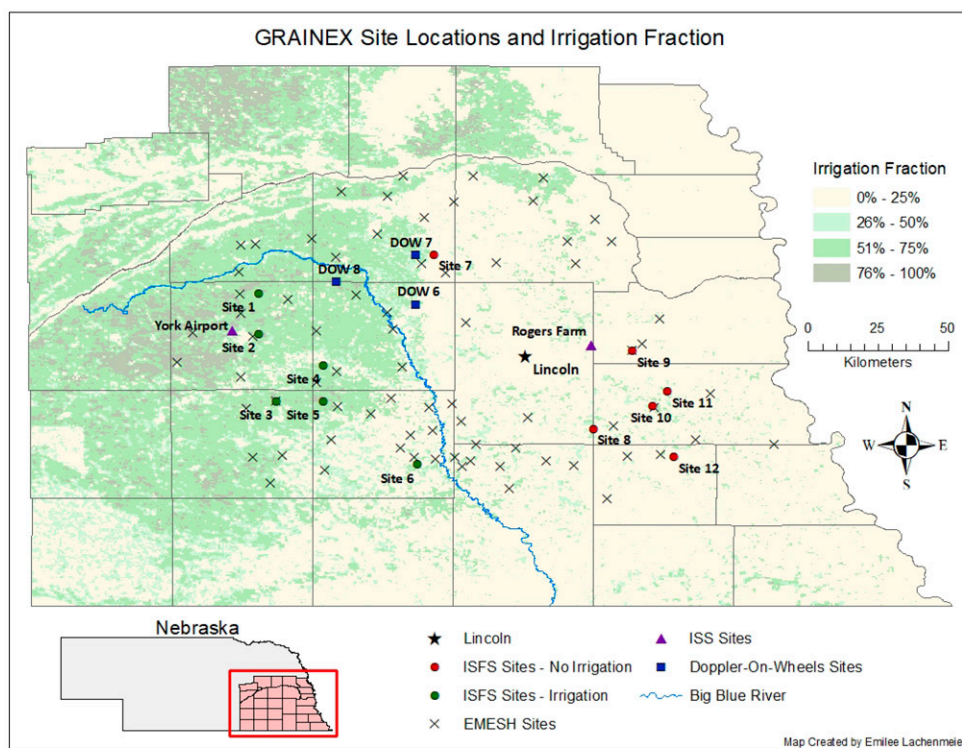 GRAINEX Site Locations and Irrigation Fraction
Irrigation Fraction
0% - 25%
26% - 50%
51% - 75%
76% - 100%
DOW 7
Site 7
DOW 8
DOW 6
Site 1
York Airport
Site 2
Rogers Farm
Lincoln
Site 9
Site 4
Site 3
Site 5
Site 11
Site 10
Site 8
Site 6
Site 12
0 25 50
Kilometers
N
W E
S
Nebraska
Lincoln
ISFS Sites - No Irrigation
ISFS Sites - Irrigation
EMESH Sites
ISS Sites
Doppler-On-Wheels Sites
Big Blue River
Map Created by Emilee Lachenmeie